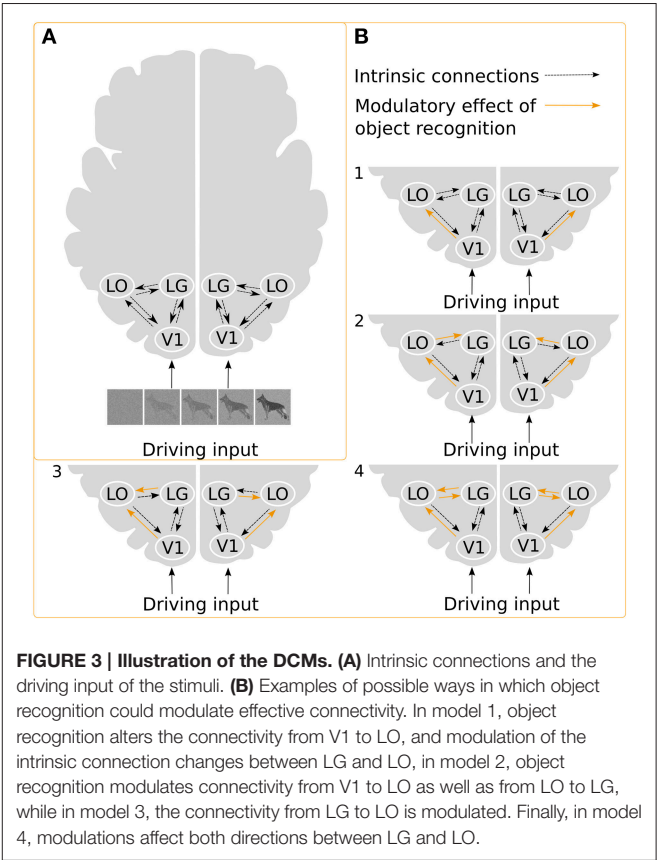 A
B
Intrinsic connections
Modulatory effect of
object recognition
LO LG LG LO
V1 V1
Driving input
1
LO LG LG LO
V1 V1
Driving input
2
LO LG LG LO
V1 V1
Driving input
3
LO LG LG LO
V1 V1
Driving input
4
LO LG LG LO
V1 V1
Driving input
FIGURE 3 | Illustration of the DCMs. (A) Intrinsic connections and the
driving input of the stimuli. (B) Examples of possible ways in which object
recognition could modulate effective connectivity. In model 1, object
recognition alters the connectivity from V1 to LO, and modulation of the
intrinsic connection changes between LG and LO, in model 2, object
recognition modulates connectivity from V1 to LO as well as from LO to LG,
while in model 3, the connectivity from LG to LO is modulated. Finally, in model
4, modulations affect both directions between LG and LO.